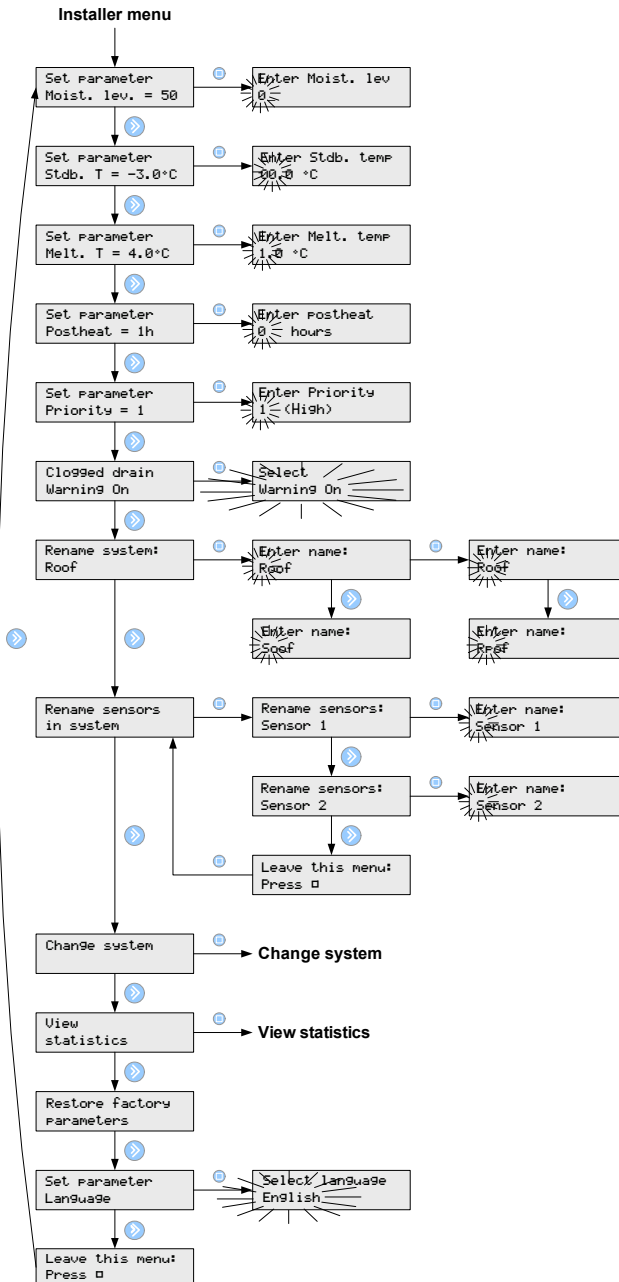 Installer menu
Set parameter
Moist. lev. = 50
Enter Moist. lev
0
Set parameter
Stdb. T = -3.0°C
Enter Stdb. temp
00.0 °C
Set parameter
Melt. T = 4.0°C
Enter Melt. temp
1.0 °C
Set parameter
Postheat = 1h
Enter postheat
0 hours
Set parameter
Priority = 1
Enter Priority
1 (High)
Clogged drain
Warning On
Select
Warning On
Rename system:
Roof
Enter name:
Roof
Enter name:
Roof
Enter name:
Soof
Enter name:
Rpof
Rename sensors
in system
Rename sensors:
Sensor 1
Enter name:
Sensor 1
Rename sensors:
Sensor 2
Enter name:
Sensor 2
Leave this menu:
Press □
Change system
Change system
View
statistics
View statistics
Restore factory
parameters
Set parameter
Language
Select language
English
Leave this menu:
Press □